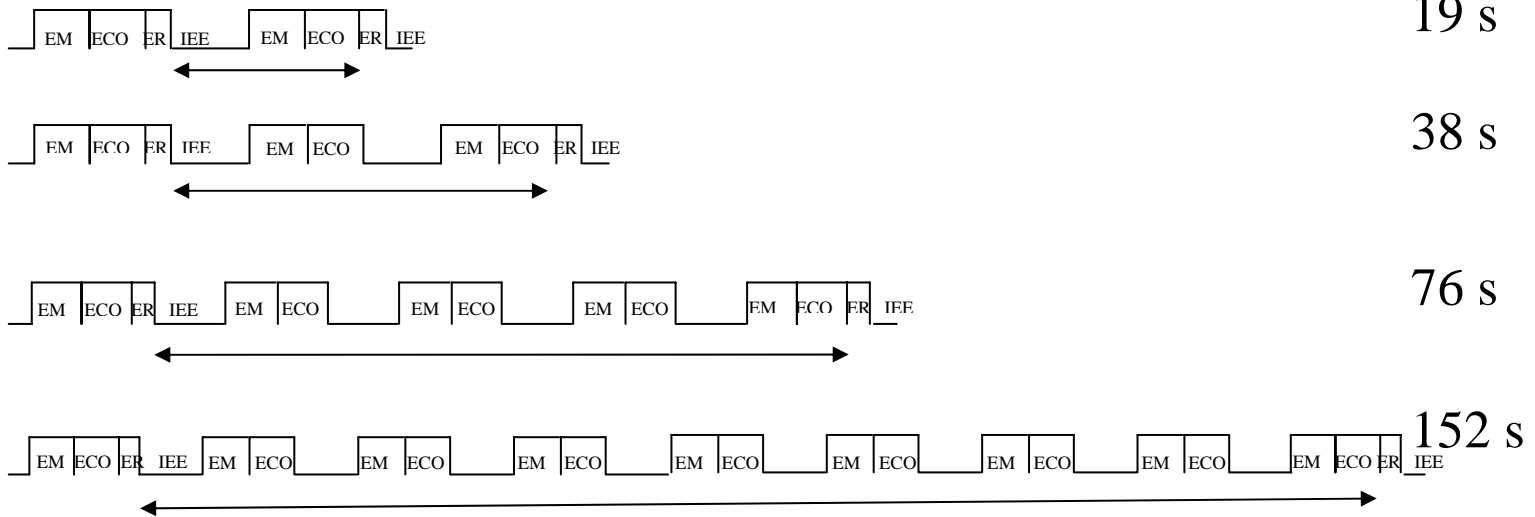 19 s
EM ECO ER IEE EM ECO ER IEE
38 s
EM ECO ER IEE EM ECO EM ECO ER IEE
76 s
EM ECO ER IEE EM ECO EM ECO EM ECO EM ECO ER IEE
152 s
EM ECO ER IEE EM ECO EM ECO EM ECO EM ECO EM ECO EM ECO EM ECO EM ECO ER IEE